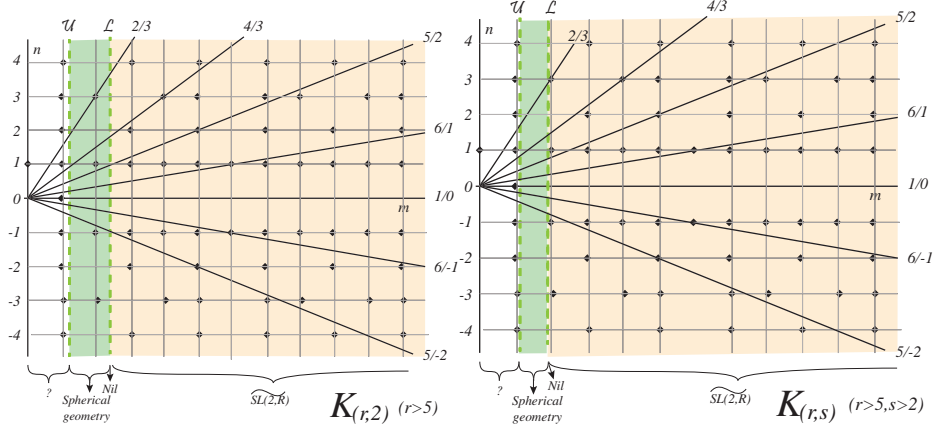 n U L 2/3 4/3 5/2
4
3
2
6/1
1
0 1/0
m
-1
-2 6/-1
-3
-4
5/-2
? Spherical geometry Nil SL(2,R)
K(r,2) (r>5)
n U L 2/3 4/3 5/2
4
3
2
6/1
1
0 1/0
m
-1
-2 6/-1
-3
-4
5/-2
? Spherical geometry Nil SL(2,R)
K(r,s) (r>5,s>2)